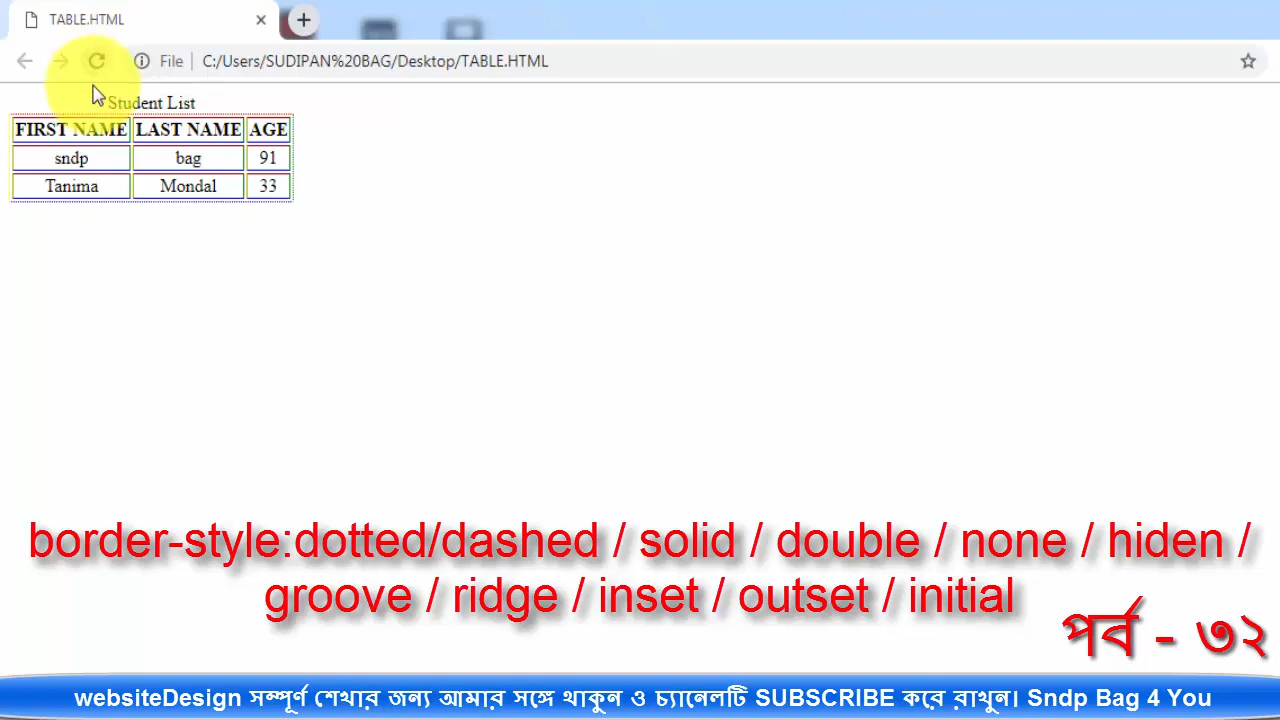 TABLE.HTML
File
C:/Users/SUDIPAN%20BAG/Desktop/TABLE.HTML
Student List
FIRST NAME LAST NAME AGE
sndp bag 91
Tanima Mondal 33
border-style:dotted/dashed / solid / double / none / hiden /
groove / ridge / inset / outset / initial
পর্ব - ৩২
websiteDesign সম্পূর্ণ শেখার জন্য আমার সঙ্গে থাকুন ও চ্যানেলটি SUBSCRIBE করে রাখুন। Sndp Bag 4 You